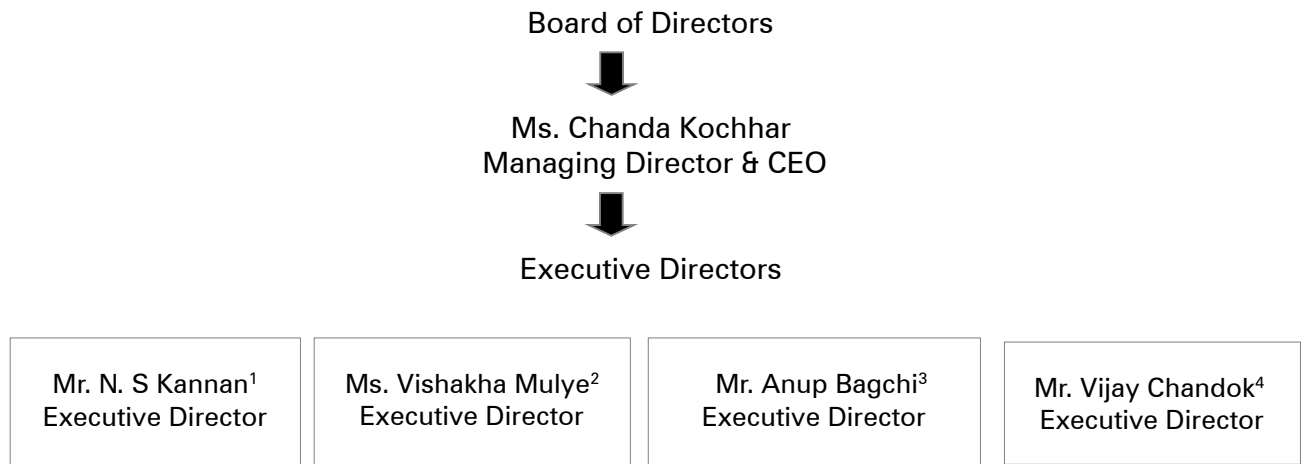 Board of Directors
Ms. Chanda Kochhar
Managing Director & CEO
Executive Directors
Mr. N. S Kannan¹
Executive Director
Ms. Vishakha Mulye²
Executive Director
Mr. Anup Bagchi³
Executive Director
Mr. Vijay Chandok⁴
Executive Director